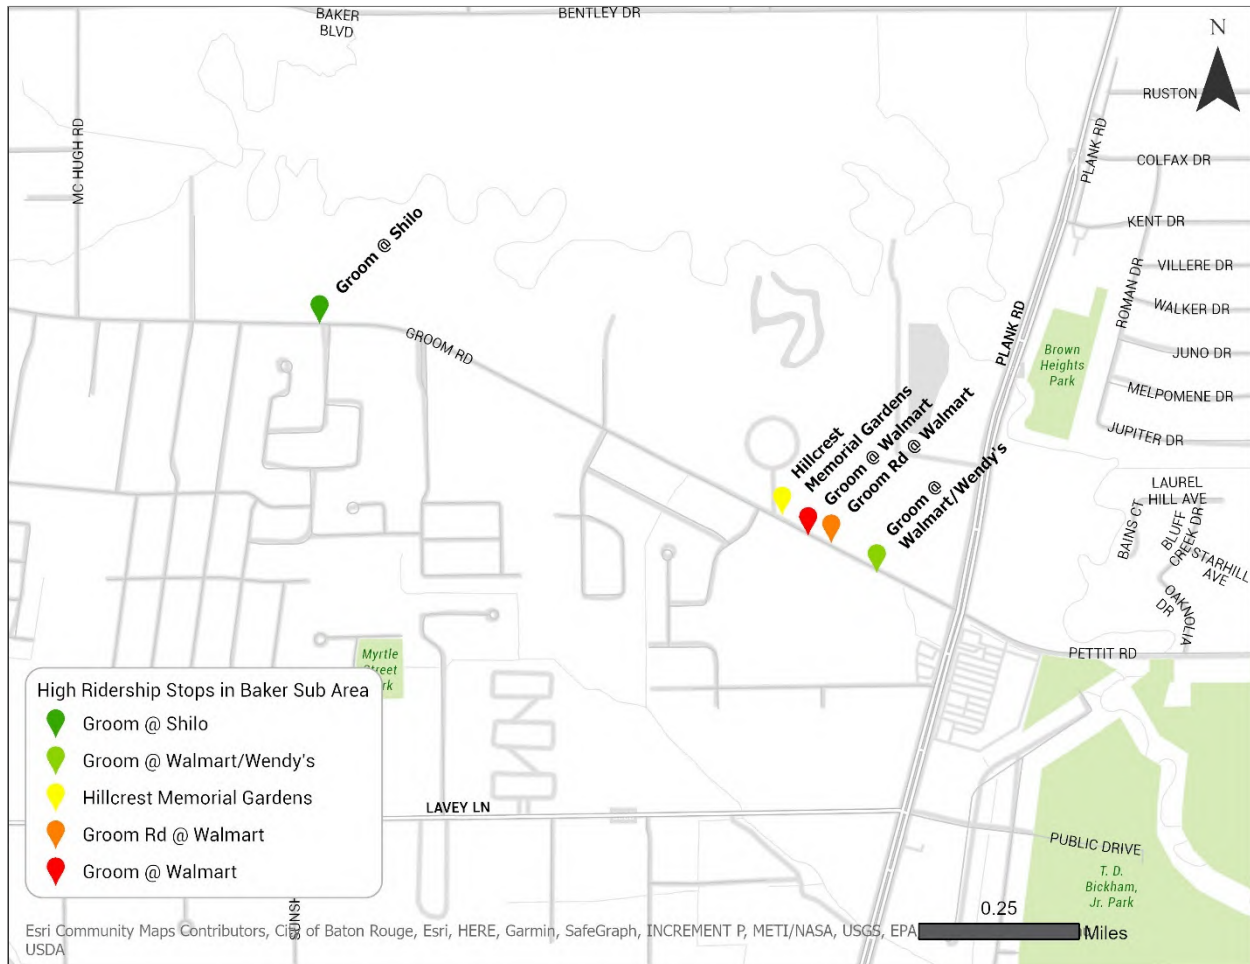 BAKER
BLVD
BENTLEY DR
N
RUSTON
MC HUGH RD
PLANK RD
COLFAX DR
KENT DR
Groom @ Shilo
VILLERE DR
ROMAN DR
WALKER DR
GROOM RD
PLANK RD
Brown
Heights
Park
JUNO DR
MELPOMENE DR
JUPITER DR
Hillcrest
Memorial Gardens
Groom @ Walmart
Groom Rd @ Walmart
Groom @
Walmart/Wendy's
LAUREL
HILL AVE
BAINS CT
BLUFF
CREEK DR
STARHILL
AVE
OAKNOLIA
DR
PETTIT RD
Myrtle
Street
Park
High Ridership Stops in Baker Sub Area
Groom @ Shilo
Groom @ Walmart/Wendy's
Hillcrest Memorial Gardens
Groom Rd @ Walmart
Groom @ Walmart
LAVEY LN
PUBLIC DRIVE
T. D.
Bickham,
Jr. Park
SUNSH
0.25
Miles
Esri Community Maps Contributors, City of Baton Rouge, Esri, HERE, Garmin, SafeGraph, INCREMENT P, METI/NASA, USGS, EPA
USDA